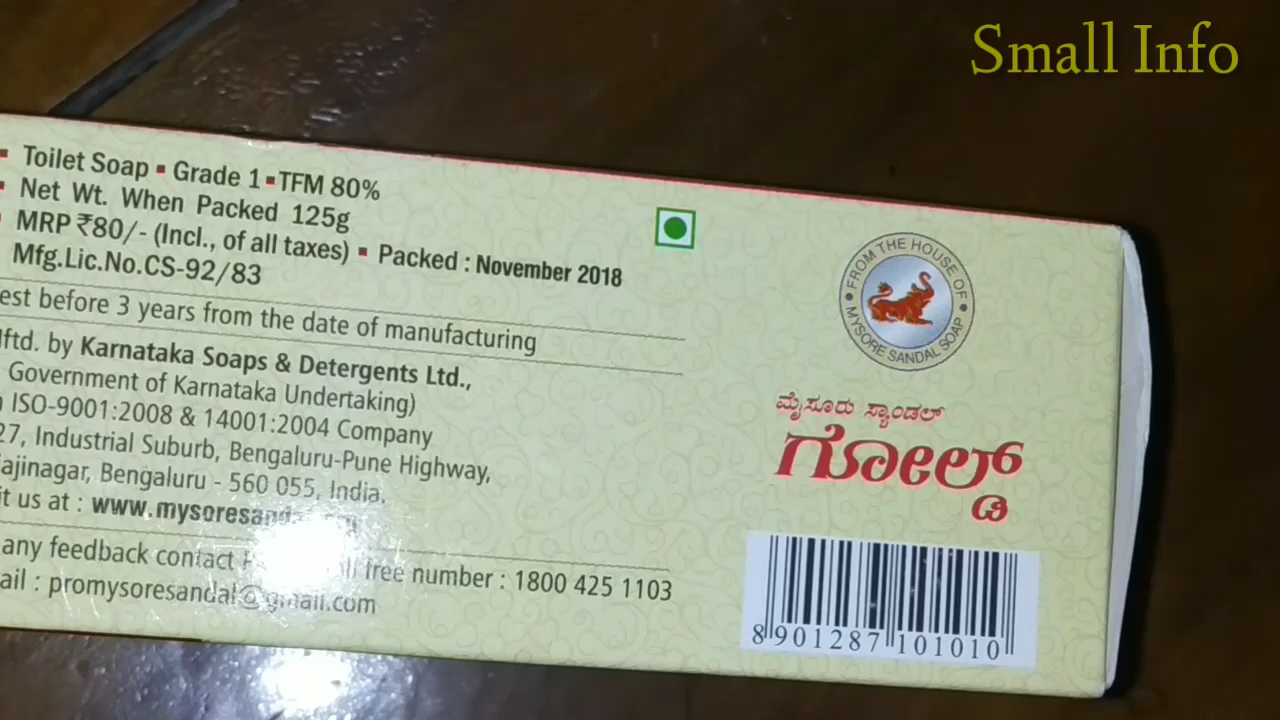 Small Info
Toilet Soap ▪ Grade 1 ▪ TFM 80%
Net Wt. When Packed 125g
MRP ₹80/- (Incl., of all taxes) ▪ Packed : November 2018
Mfg.Lic.No.CS-92/83
est before 3 years from the date of manufacturing
ftd. by Karnataka Soaps & Detergents Ltd.,
Government of Karnataka Undertaking)
ISO-9001:2008 & 14001:2004 Company
27, Industrial Suburb, Bengaluru-Pune Highway,
ajinagar, Bengaluru - 560 055, India.
it us at : www.mysoresand
any feedback contact free number : 1800 425 1103
ail : promysoresandal@gmail.com
FROM THE HOUSE OF
MYSORE SANDAL SOAP
ಮೈಸೂರು ಸ್ಯಾಂಡಲ್
ಗೋಲ್ಡ್
8 901287 101010